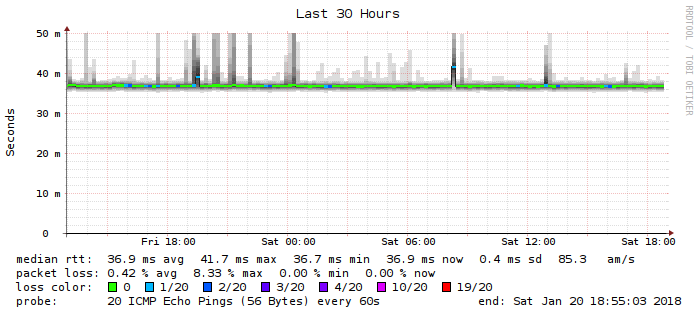 Last 30 Hours
RRDTOOL / TOBI OETIKER
Seconds
50 m
40 m
30 m
20 m
10 m
0
Fri 18:00 Sat 00:00 Sat 06:00 Sat 12:00 Sat 18:00
median rtt: 36.9 ms avg 41.7 ms max 36.7 ms min 36.9 ms now 0.4 ms sd 85.3 am/s
packet loss: 0.42 % avg 8.33 % max 0.00 % min 0.00 % now
loss color: 0 1/20 2/20 3/20 4/20 10/20 19/20
probe: 20 ICMP Echo Pings (56 Bytes) every 60s end: Sat Jan 20 18:55:03 2018